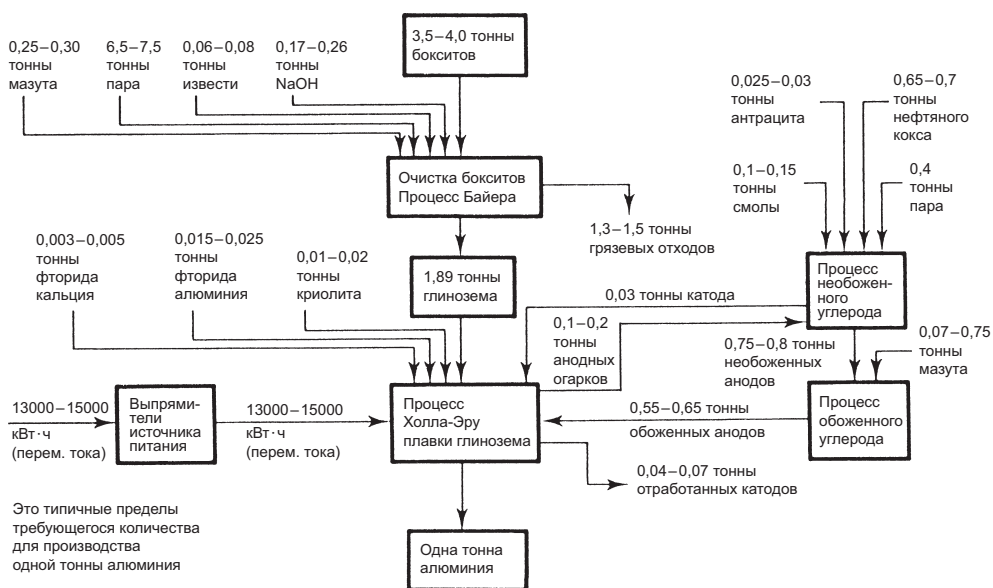 0,25–0,30
тонны
мазута
6,5–7,5
тонны
пара
0,06–0,08
тонны
извести
0,17–0,26
тонны
NaOH
3,5–4,0 тонны
бокситов
0,025–0,03
тонны
антрацита
0,65–0,7
тонны
нефтяного
кокса
0,1–0,15
тонны
смолы
0,4
тонны
пара
Очистка бокситов
Процесс Байера
1,3–1,5 тонны
грязевых отходов
0,003–0,005
тонны
фторида
кальция
0,015–0,025
тонны
фторида
алюминия
0,01–0,02
тонны
криолита
1,89 тонны
глинозема
Процесс
необожен-
ного
углерода
0,03 тонны катода
0,1–0,2
тонны
анодных
огарков
0,75–0,8 тонны
необоженных
анодов
0,07–0,75
тонны
мазута
13000–15000
кВт·ч
(перем. тока)
Выпрями-
тели
источника
питания
13000–15000
кВт·ч
(перем. тока)
Процесс
Холла-Эру
плавки глинозема
0,55–0,65 тонны
обоженных анодов
Процесс
обоженного
углерода
0,04–0,07 тонны
отработанных катодов
Это типичные пределы
требующегося количества
для производства
одной тонны алюминия
Одна тонна
алюминия